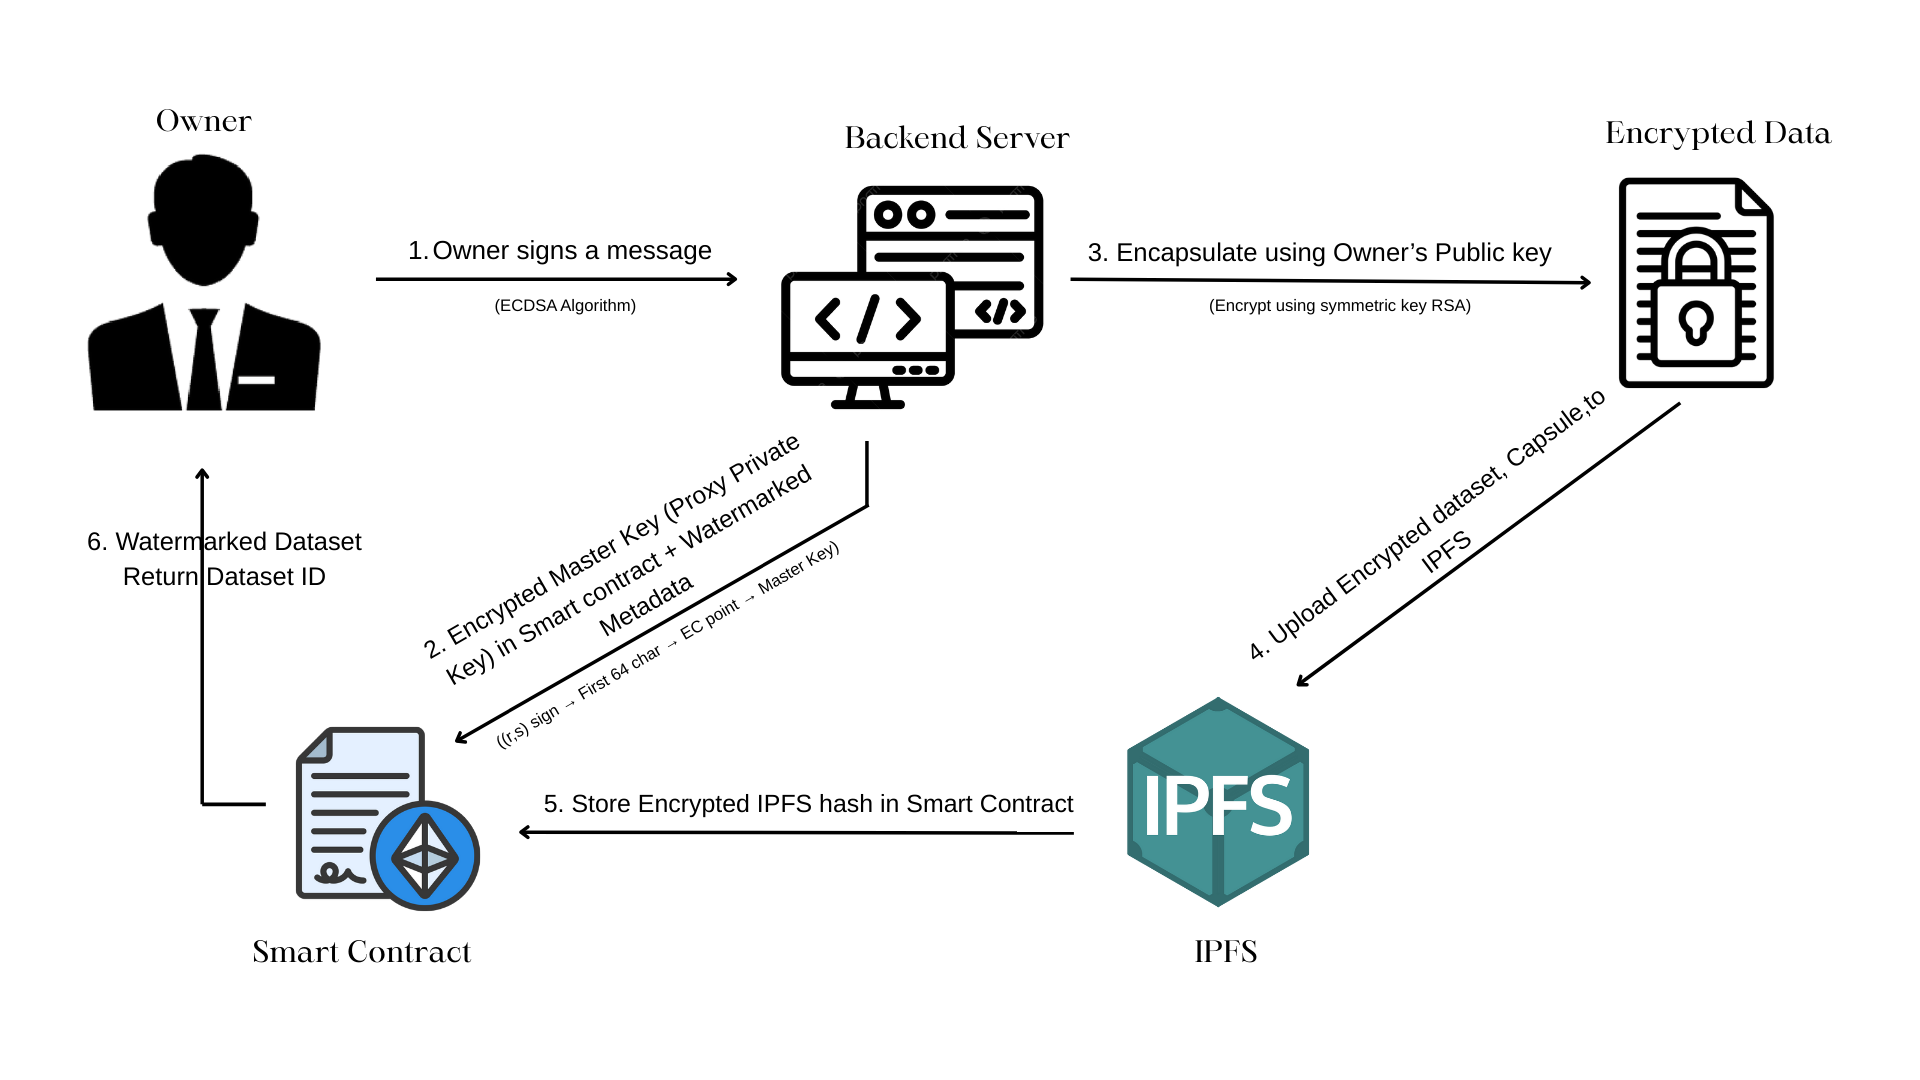 Owner
Backend Server
Encrypted Data
1. Owner signs a message
(ECDSA Algorithm)
3. Encapsulate using Owner’s Public key
(Encrypt using symmetric key RSA)
2. Encrypted Master Key (Proxy Private
Key) in Smart contract + Watermarked
Metadata
((r,s) sign → First 64 char → EC point → Master Key)
4. Upload Encrypted dataset, Capsule,to
IPFS
6. Watermarked Dataset
Return Dataset ID
5. Store Encrypted IPFS hash in Smart Contract
IPFS
Smart Contract
IPFS